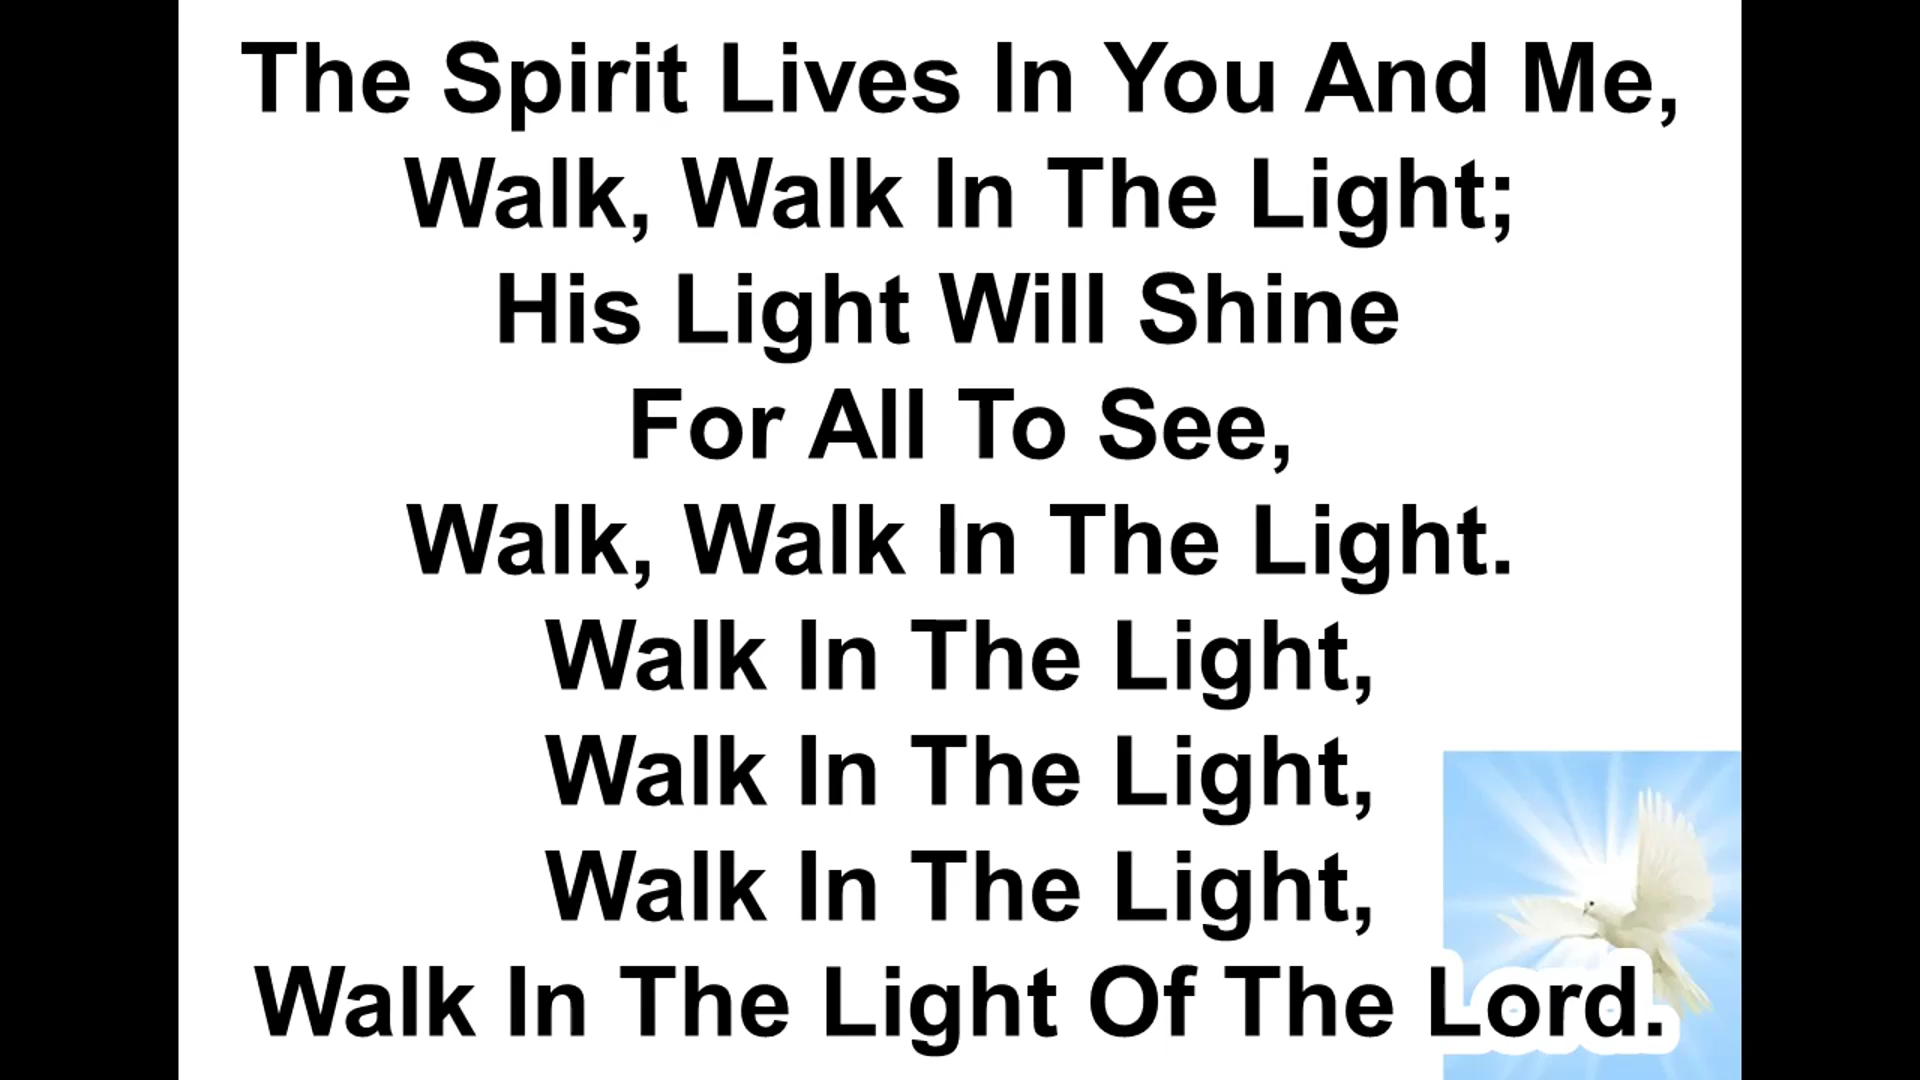 The Spirit Lives In You And Me,
Walk, Walk In The Light;
His Light Will Shine
For All To See,
Walk, Walk In The Light.
Walk In The Light,
Walk In The Light,
Walk In The Light,
Walk In The Light Of The Lord.